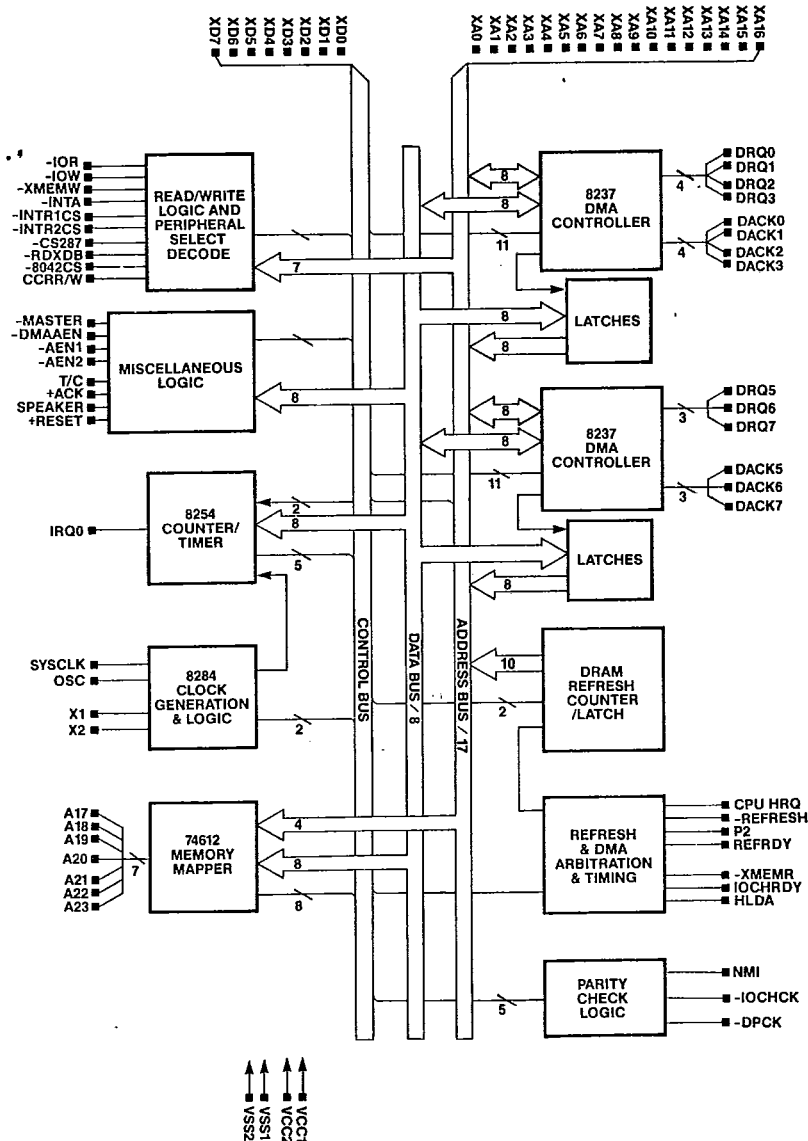 XD7
XD6
XD5
XD4
XD3
XD2
XD1
XD0
XA0
XA1
XA2
XA3
XA4
XA5
XA6
XA7
XA8
XA9
XA10
XA11
XA12
XA13
XA14
XA15
XA16
-IOR
-IOW
-XMEMW
-INTA
-INTR1CS
-INTR2CS
-CS287
-RDXDB
-8042CS
CCRR/W
READ/WRITE
LOGIC AND
PERIPHERAL
SELECT
DECODE
7
8
8
11
8237
DMA
CONTROLLER
4
4
DRQ0
DRQ1
DRQ2
DRQ3
DACK0
DACK1
DACK2
DACK3
-MASTER
-DMAAEN
-AEN1
-AEN2
T/C
+ACK
SPEAKER
+RESET
MISCELLANEOUS
LOGIC
8
8
8
LATCHES
8
8
11
8237
DMA
CONTROLLER
3
3
DRQ5
DRQ6
DRQ7
DACK5
DACK6
DACK7
IRQ0
8254
COUNTER/
TIMER
2
8
5
8
LATCHES
CONTROL BUS
DATA BUS / 8
ADDRESS BUS / 17
SYSCLK
OSC
X1
X2
8284
CLOCK
GENERATION
& LOGIC
2
10
2
DRAM
REFRESH
COUNTER
/LATCH
A17
A18
A19
A20
A21
A22
A23
7
74612
MEMORY
MAPPER
4
8
8
REFRESH
& DMA
ARBITRATION
& TIMING
CPU HRQ
-REFRESH
P2
REFRDY
-XMEMR
IOCHRDY
HLDA
5
PARITY
CHECK
LOGIC
NMI
-IOCHCK
-DPCK
VSS2
VSS1
VCC2
VCC1